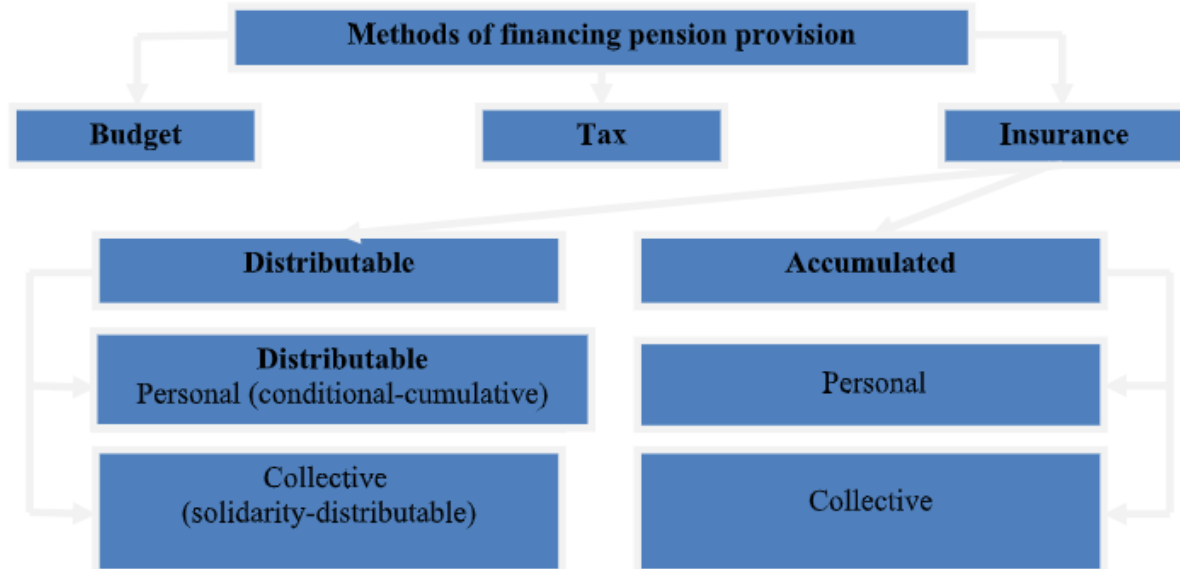 Methods of financing pension provision
Budget
Tax
Insurance
Distributable
Accumulated
Distributable
Personal (conditional-cumulative)
Personal
Collective
(solidarity-distributable)
Collective